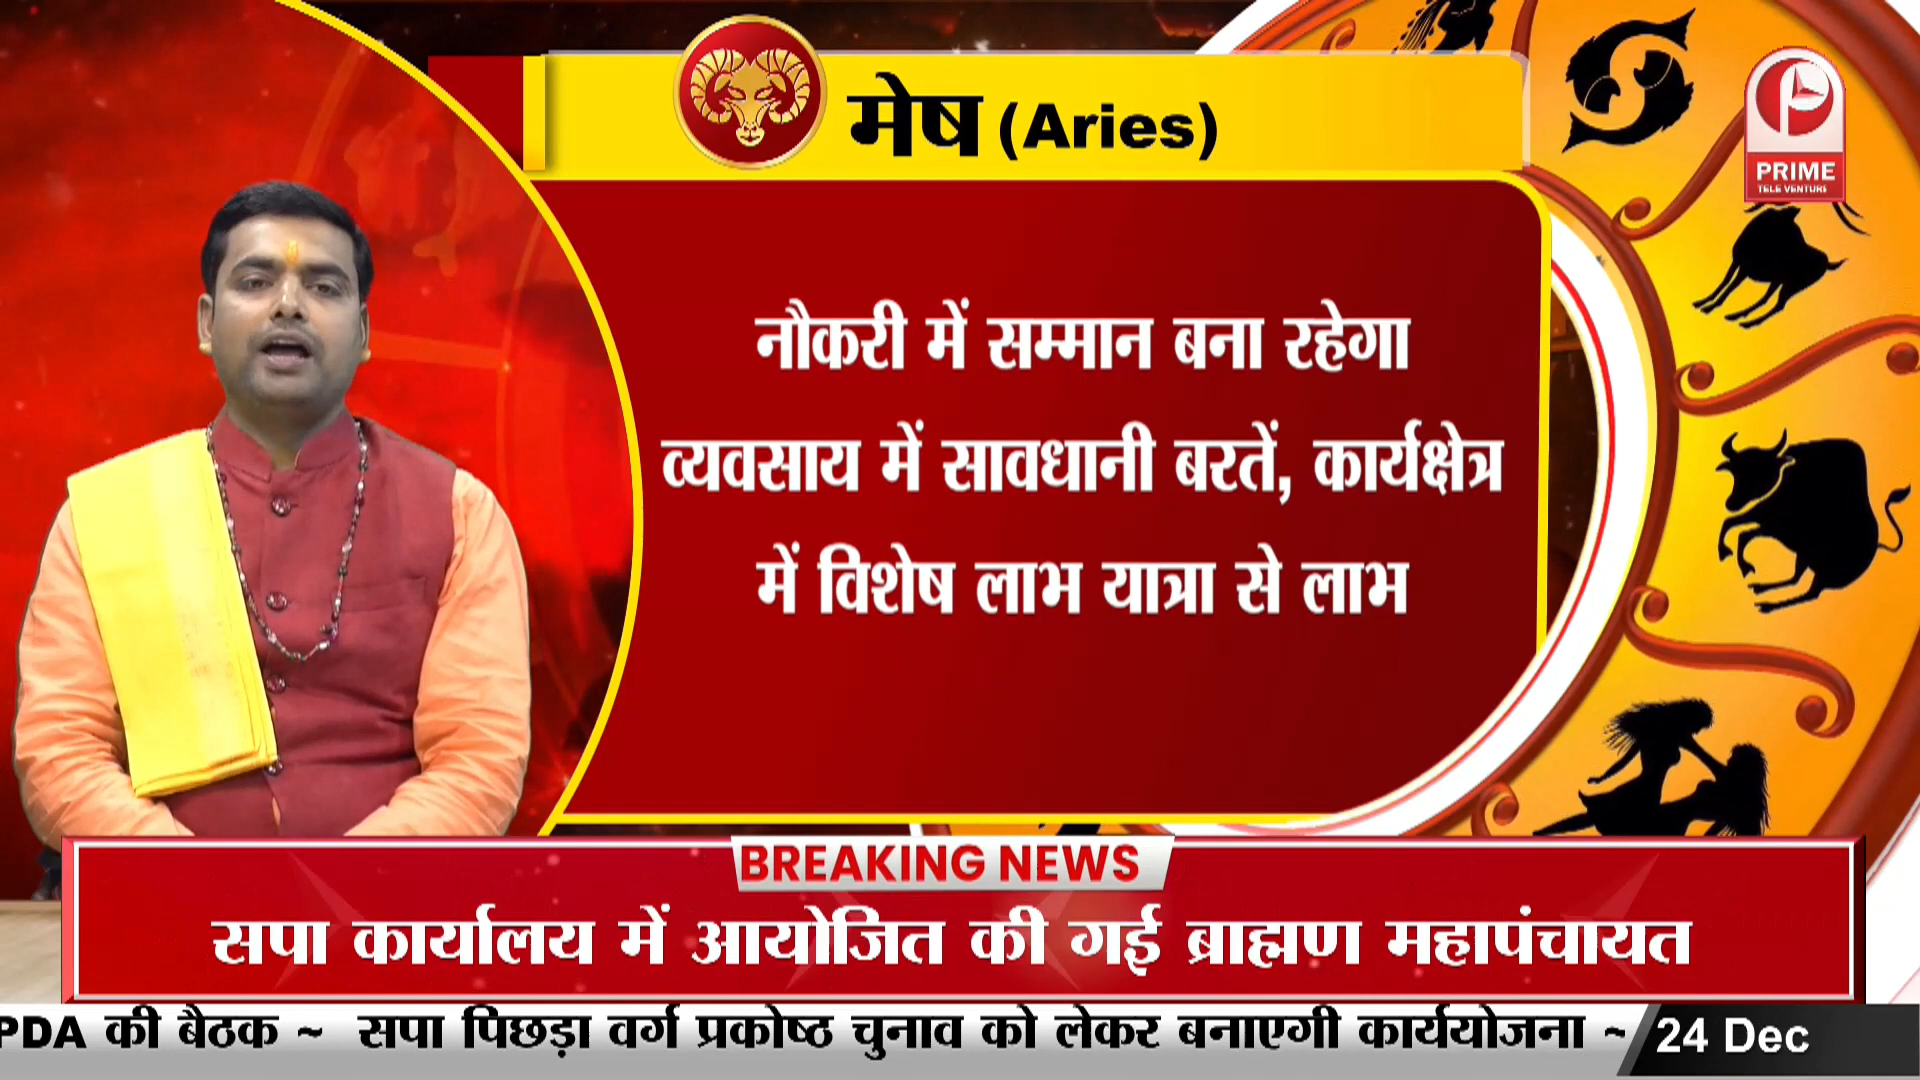 मेष (Aries)
PRIME
TELE VENTURE
नौकरी में सम्मान बना रहेगा
व्यवसाय में सावधानी बरतें, कार्यक्षेत्र
में विशेष लाभ यात्रा से लाभ
BREAKING NEWS
सपा कार्यालय में आयोजित की गई ब्राह्मण महापंचायत
PDA की बैठक ~ सपा पिछड़ा वर्ग प्रकोष्ठ चुनाव को लेकर बनाएगी कार्ययोजना ~
24 Dec